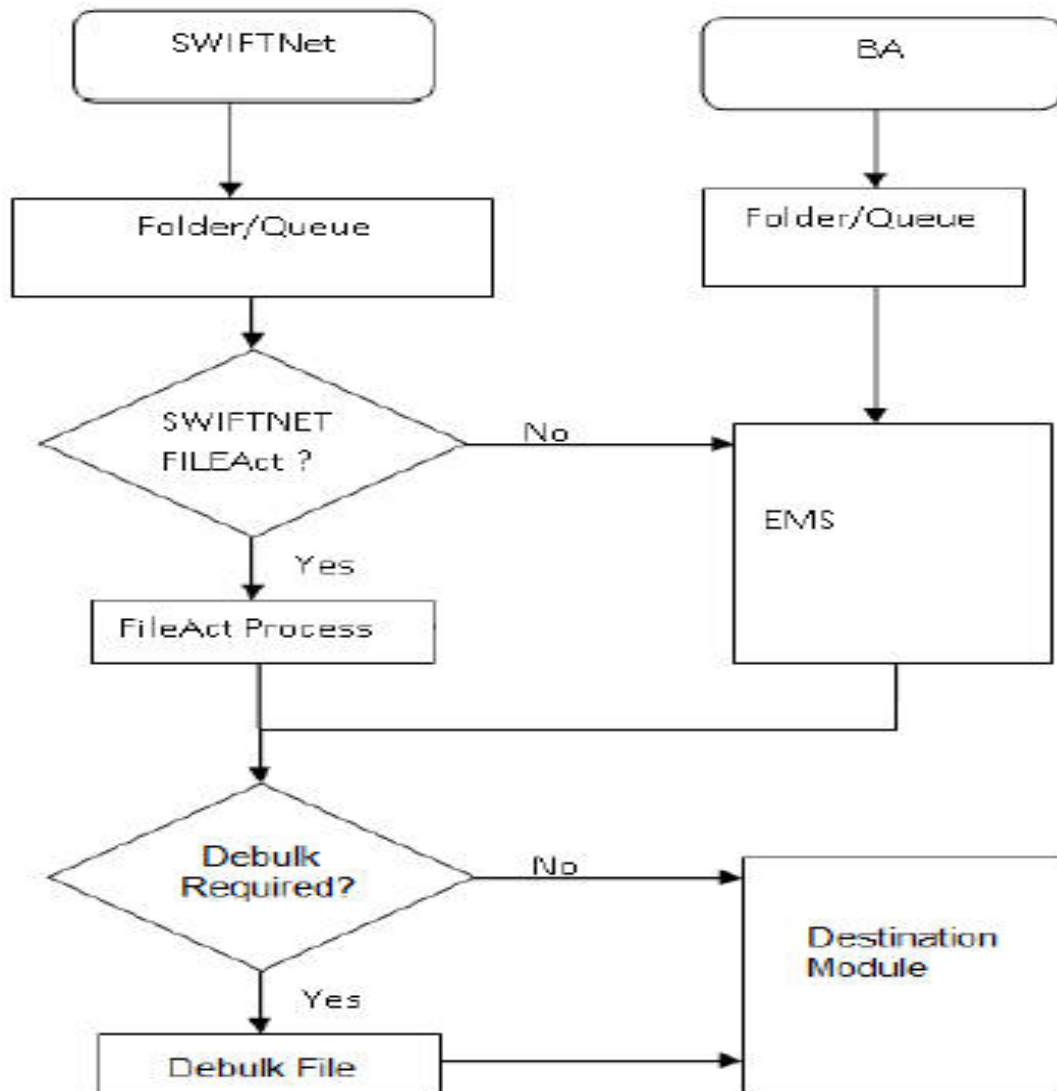 SWIFTNet
BA
Folder/Queue
Folder/Queue
SWIFTNET
FILEAct ?
No
EMS
Yes
FileAct Process
Debulk
Required?
No
Destination
Module
Yes
Debulk File